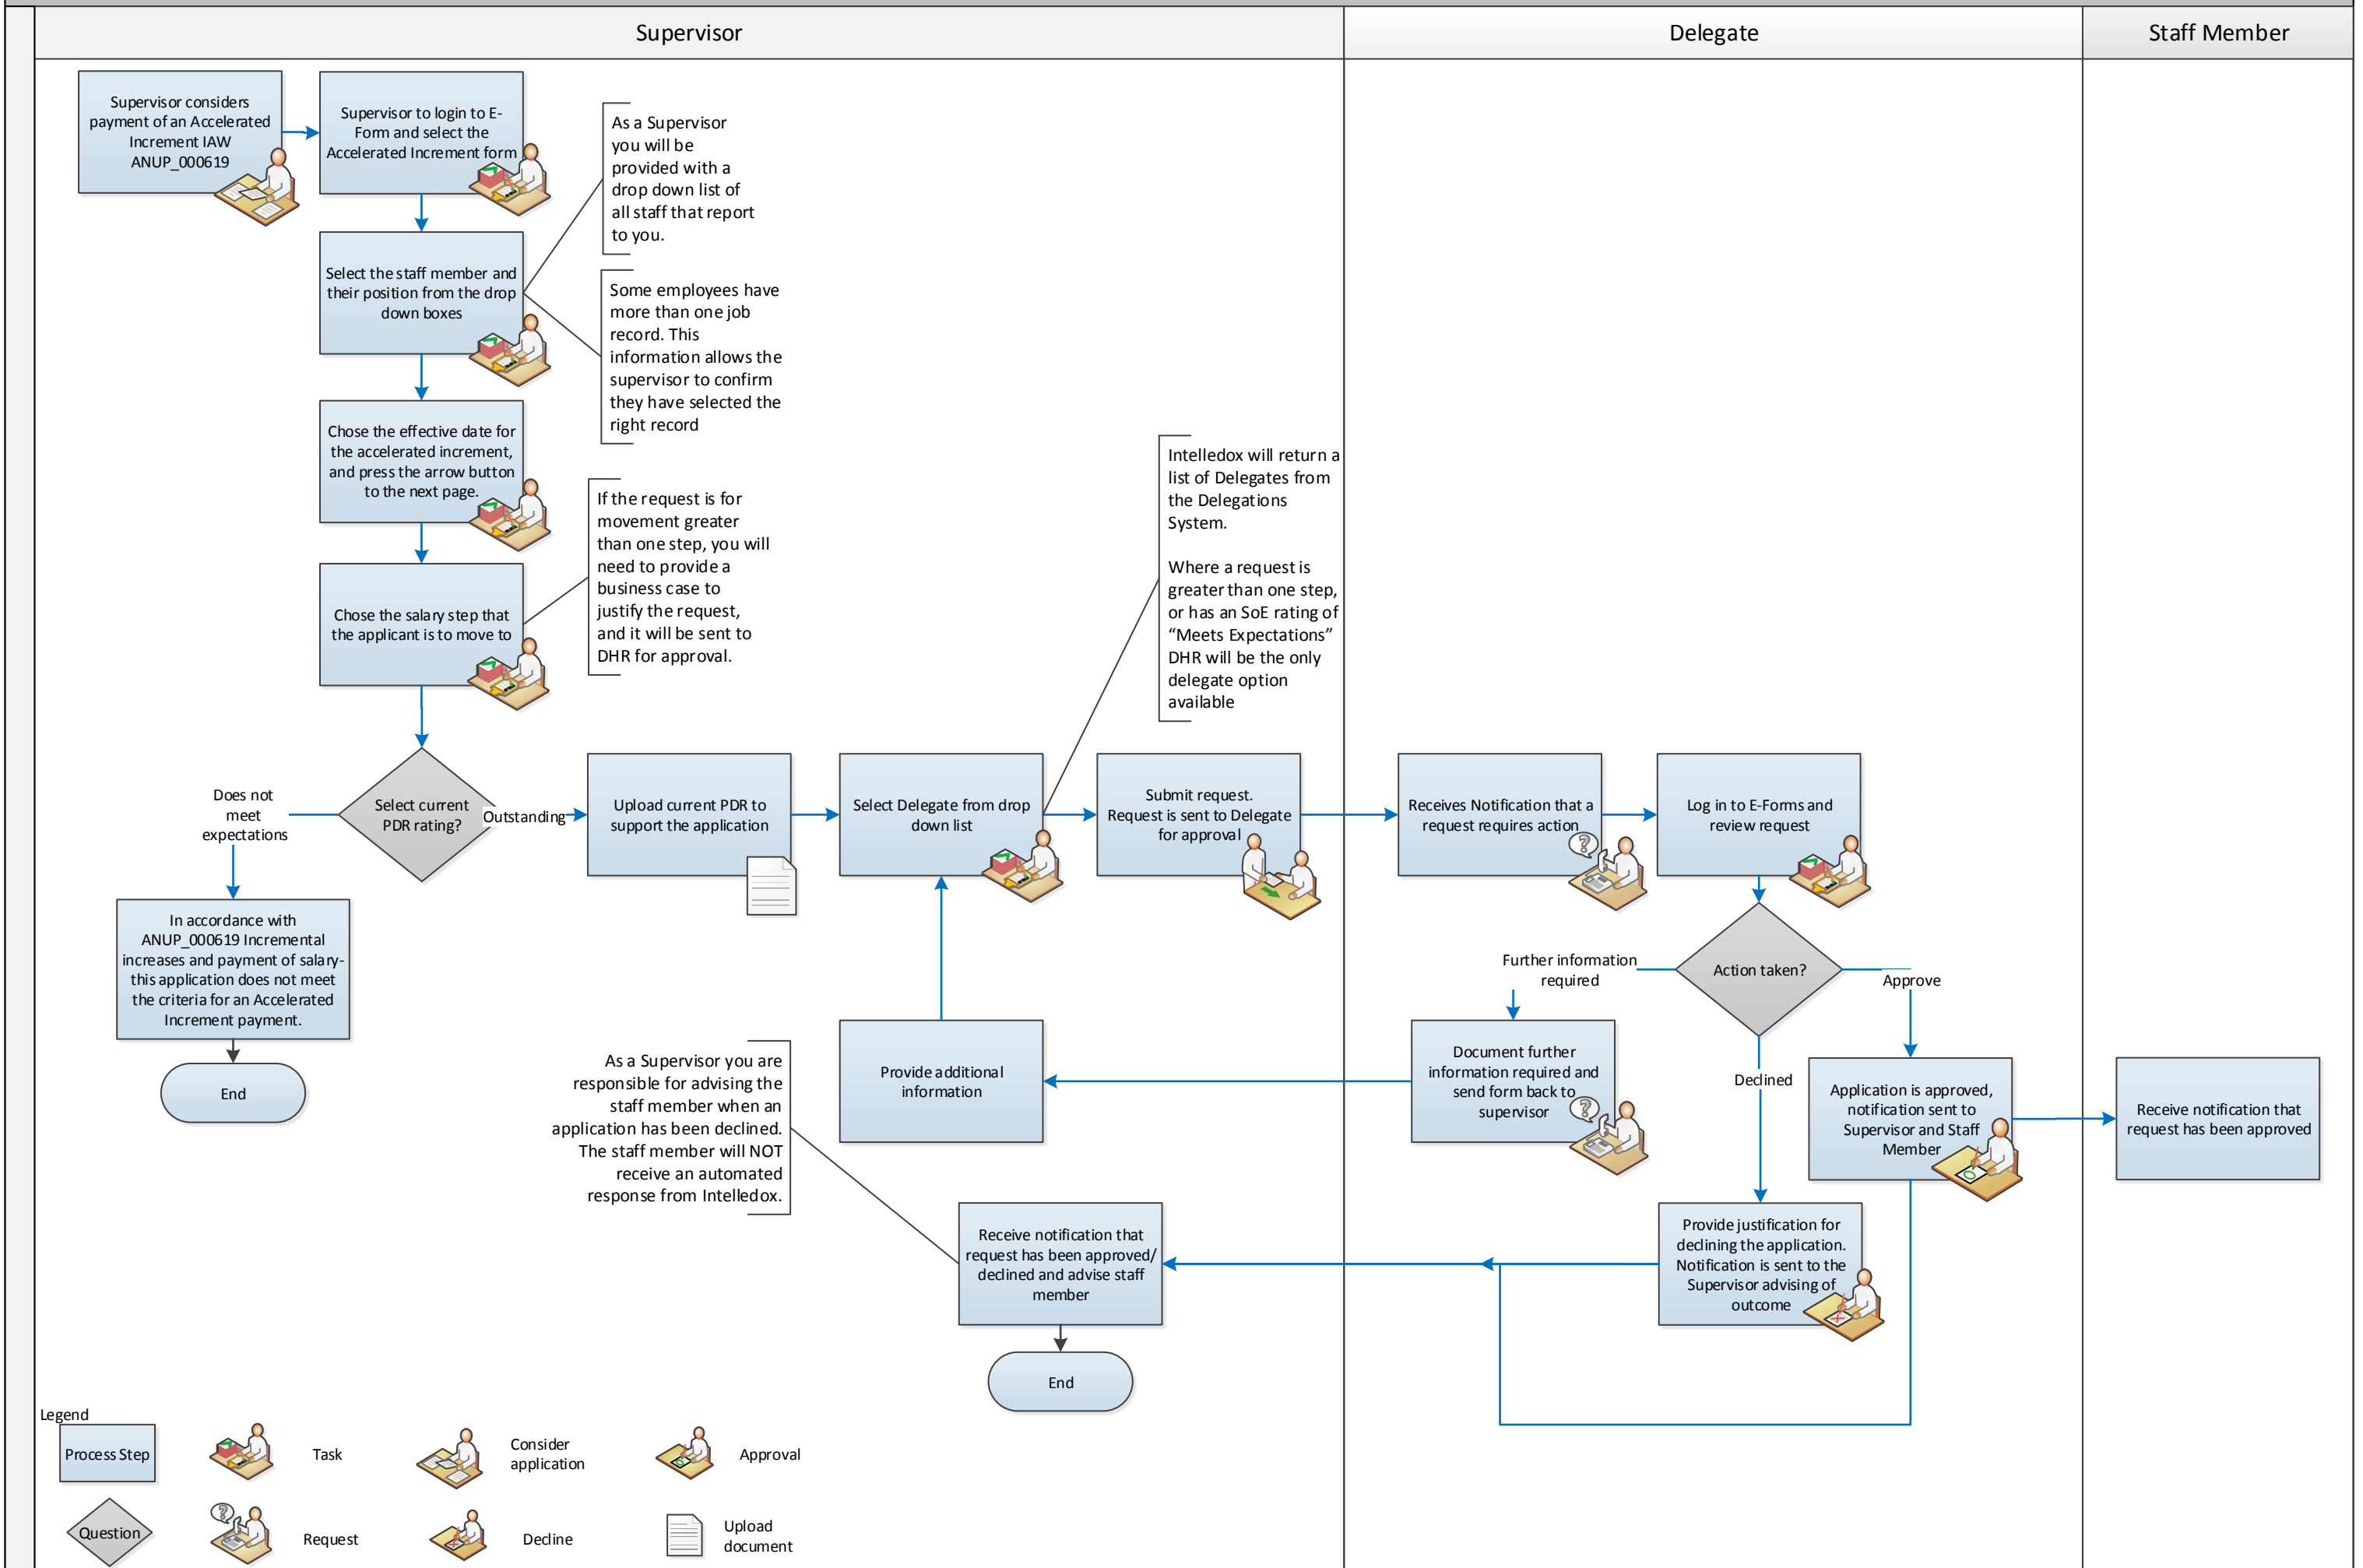 Supervisor
Delegate
Staff Member
Supervisor considers
payment of an Accelerated
Increment IAW
ANUP_000619
Supervisor to login to E-
Form and select the
Accelerated Increment form
As a Supervisor
you will be
provided with a
drop down list of
all staff that report
to you.
Select the staff member and
their position from the drop
down boxes
Some employees have
more than one job
record. This
information allows the
supervisor to confirm
they have selected the
right record
Chose the effective date for
the accelerated increment,
and press the arrow button
to the next page.
If the request is for
movement greater
than one step, you will
need to provide a
business case to
justify the request,
and it will be sent to
DHR for approval.
Chose the salary step that
the applicant is to move to
Intelledox will return a
list of Delegates from
the Delegations
System.
Where a request is
greater than one step,
or has an SoE rating of
“Meets Expectations”
DHR will be the only
delegate option
available
Does not
meet
expectations
Select current
PDR rating?
Outstanding
Upload current PDR to
support the application
Select Delegate from drop
down list
Submit request.
Request is sent to Delegate
for approval
Receives Notification that a
request requires action
Log in to E-Forms and
review request
In accordance with
ANUP_000619 Incremental
increases and payment of salary-
this application does not meet
the criteria for an Accelerated
Increment payment.
End
Further information
required
Action taken?
Approve
Declined
As a Supervisor you are
responsible for advising the
staff member when an
application has been declined.
The staff member will NOT
receive an automated
response from Intelledox.
Provide additional
information
Document further
information required and
send form back to
supervisor
Application is approved,
notification sent to
Supervisor and Staff
Member
Receive notification that
request has been approved
Receive notification that
request has been approved/
declined and advise staff
member
Provide justification for
declining the application.
Notification is sent to the
Supervisor advising of
outcome
End
Legend
Process Step
Task
Consider
application
Approval
Question
Request
Decline
Upload
document